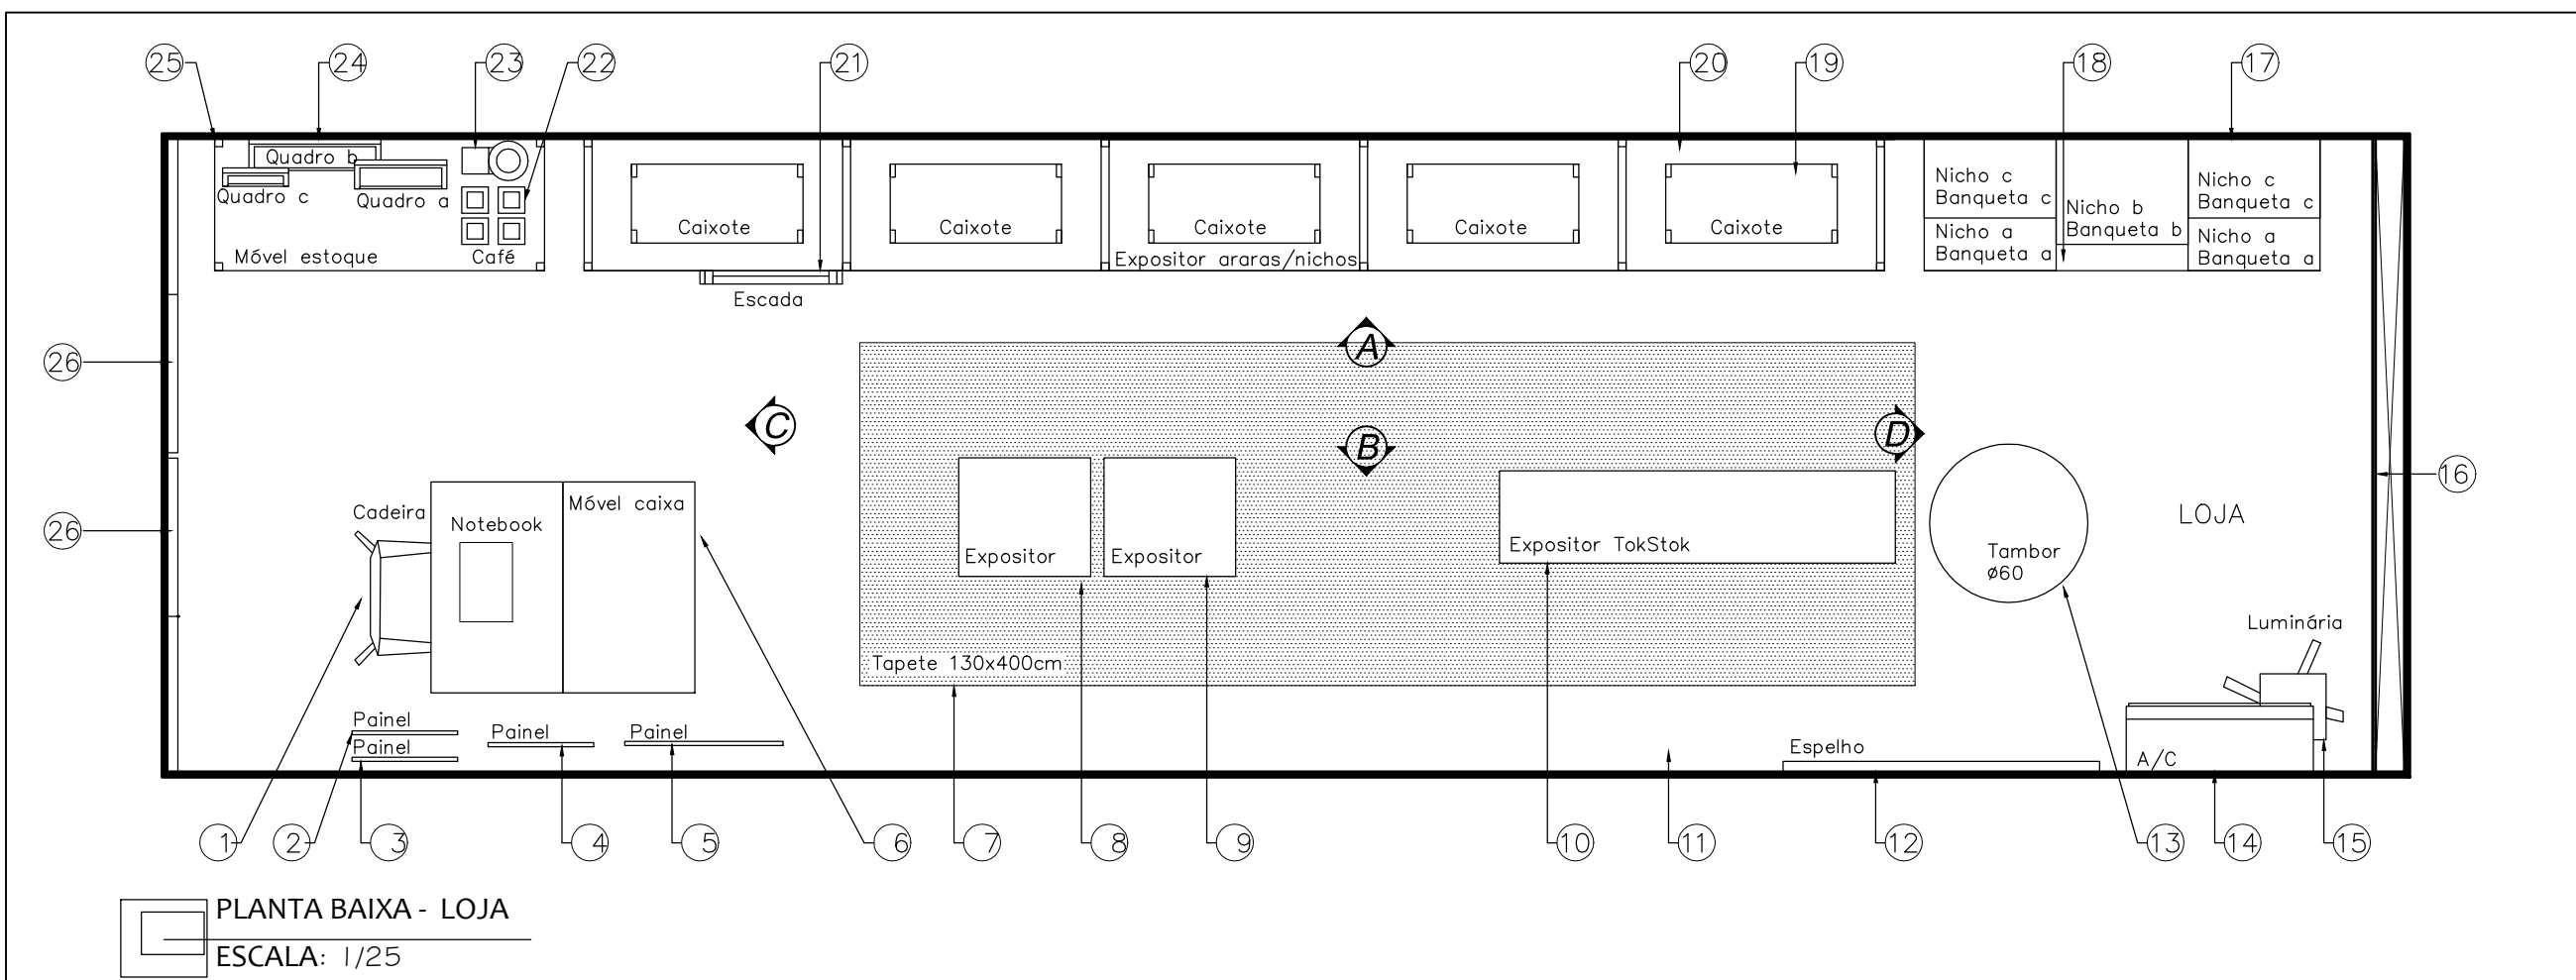 25
24
23
22
21
20
19
18
17
Quadro b
Quadro c
Quadro a
Móvel estoque
Café
Caixote
Caixote
Caixote
Caixote
Caixote
Expositor araras/nichos
Escada
Nicho c
Banqueta c
Nicho a
Banqueta a
Nicho b
Banqueta b
Nicho c
Banqueta c
Nicho a
Banqueta a
26
26
A
B
C
D
16
Cadeira
Notebook
Móvel caixa
Expositor
Expositor
Expositor TokStok
Tambor
ø60
LOJA
Luminária
Tapete 130x400cm
Painel
Painel
Painel
Painel
Espelho
A/C
1
2
3
4
5
6
7
8
9
10
11
12
13
14
15
PLANTA BAIXA - LOJA
ESCALA: 1/25